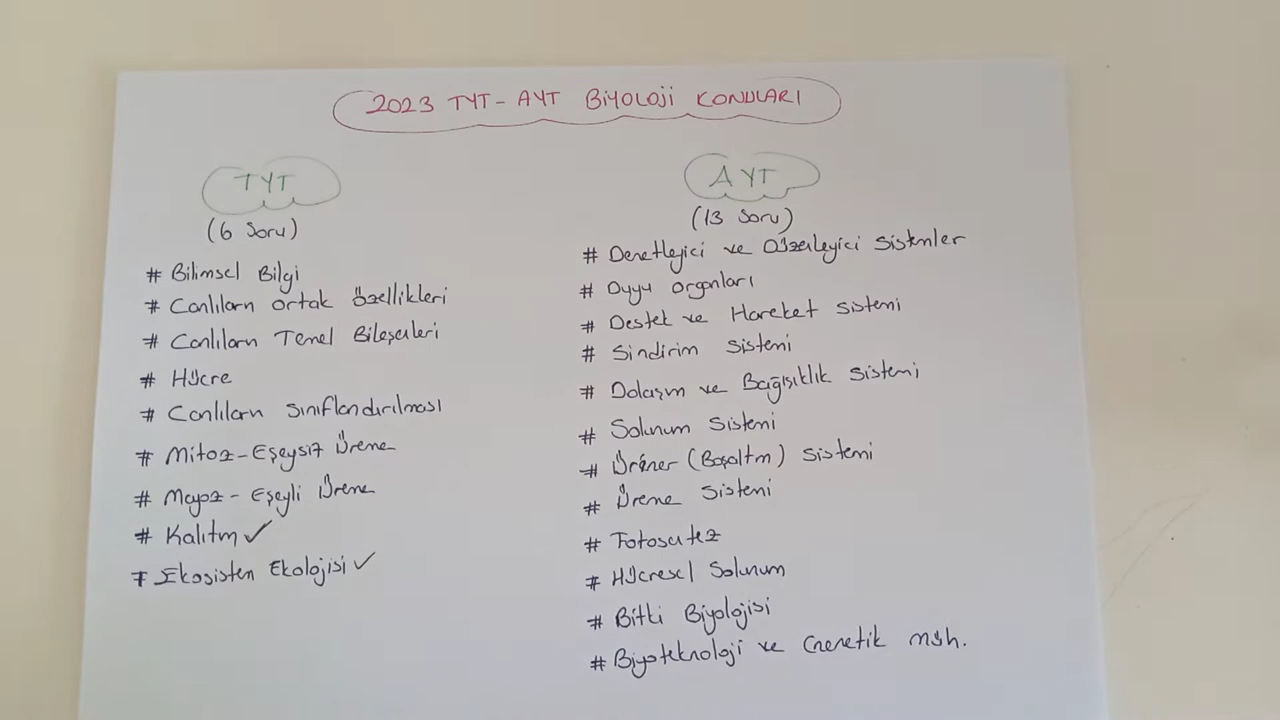 2023 TYT - AYT BİYOLOJİ KONULARI
TYT
(6 Soru)
# Bilimsel Bilgi
# Canlıların Ortak Özellikleri
# Canlıların Temel Bileşenleri
# Hücre
# Canlıların Sınıflandırılması
# Mitoz - Eşeysiz Üreme
# Mayoz - Eşeyli Üreme
# Kalıtım ✓
# Ekosistem Ekolojisi ✓
AYT
(13 Soru)
# Denetleyici ve Düzenleyici Sistemler
# Duyu Organları
# Destek ve Hareket Sistemi
# Sindirim Sistemi
# Dolaşım ve Bağışıklık Sistemi
# Solunum Sistemi
# Üriner (Boşaltım) Sistemi
# Üreme Sistemi
# Fotosentez
# Hücresel Solunum
# Bitki Biyolojisi
# Biyoteknoloji ve Genetik müh.